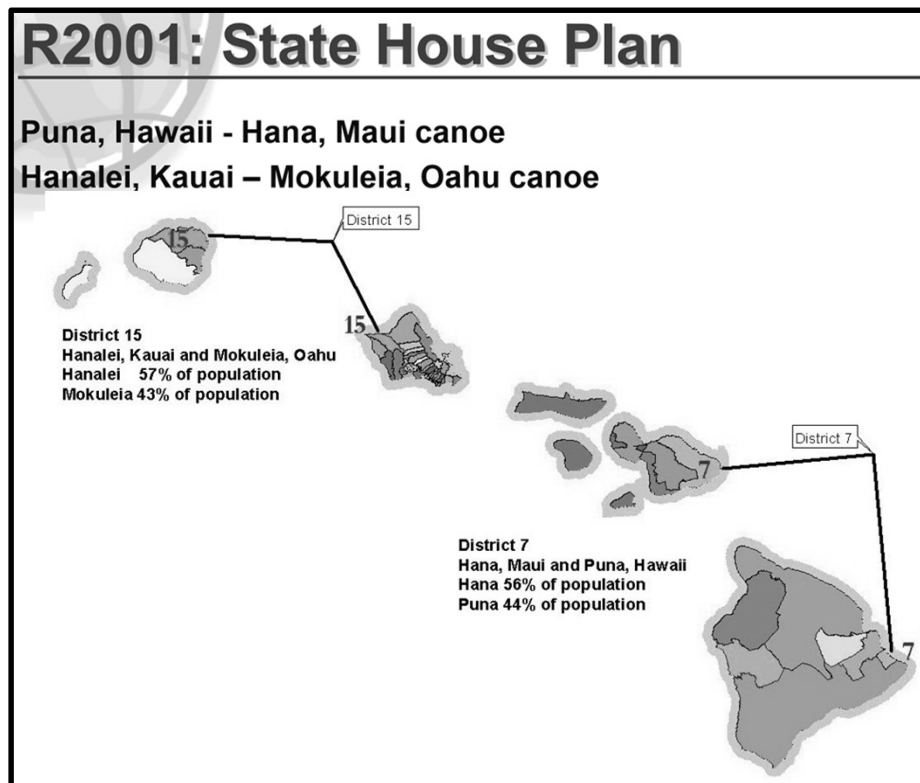 R2001: State House Plan
Puna, Hawaii - Hana, Maui canoe
Hanalei, Kauai – Mokuleia, Oahu canoe
District 15
15
15
District 15
Hanalei, Kauai and Mokuleia, Oahu
Hanalei 57% of population
Mokuleia 43% of population
District 7
7
District 7
Hana, Maui and Puna, Hawaii
Hana 56% of population
Puna 44% of population
7